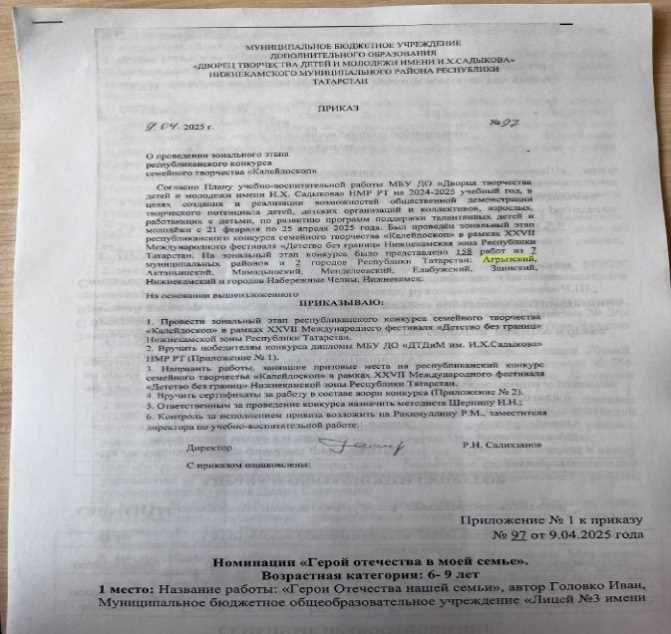 МУНИЦИПАЛЬНОЕ БЮДЖЕТНОЕ УЧРЕЖДЕНИЕ
ДОПОЛНИТЕЛЬНОГО ОБРАЗОВАНИЯ
«ДВОРЕЦ ТВОРЧЕСТВА ДЕТЕЙ И МОЛОДЕЖИ ИМЕНИ И.Х.САДЫКОВА»
НИЖНЕКАМСКОГО МУНИЦИПАЛЬНОГО РАЙОНА РЕСПУБЛИКИ
ТАТАРСТАН
ПРИКАЗ
9.04. 2025 г. № 97
О проведении зонального этапа
республиканского конкурса
семейного творчества «Калейдоскоп»
Согласно Плану учебно-воспитательной работы МБУ ДО «Дворца творчества
детей и молодежи имени И.Х. Садыкова» НМР РТ на 2024-2025 учебный год, в
целях создания и реализации возможностей общественной демонстрации
творческого потенциала детей, детских организаций и коллективов, взрослых,
работающих с детьми, по развитию программ поддержки талантливых детей и
молодёжи с 21 февраля по 25 апреля 2025 года. Был проведён зональный этап
республиканского конкурса семейного творчества «Калейдоскоп» в рамках XXVII
Международного фестиваля «Детство без границ» Нижнекамская зона Республики
Татарстан. На зональный этап конкурса было представлено 158 работ из 7
муниципальных районов и 2 городов Республики Татарстан: Агрызский,
Актанышский, Мамадышский, Менделеевский, Елабужский, Заинский,
Нижнекамский и городов Набережные Челны, Нижнекамск.
На основании вышеизложенного
ПРИКАЗЫВАЮ:
1. Провести зональный этап республиканского конкурса семейного творчества
«Калейдоскоп» в рамках XXVII Международного фестиваля «Детство без границ»
Нижнекамской зоны Республики Татарстан.
2. Вручить победителям конкурса дипломы МБУ ДО «ДТДиМ им. И.Х.Садыкова»
НМР РТ (Приложение № 1).
3. Направить работы, занявшие призовые места на республиканский конкурс
семейного творчества «Калейдоскоп» в рамках XXVII Международного фестиваля
«Детство без границ» Нижнекамской зоны Республики Татарстан.
4. Вручить сертификаты за работу в составе жюри конкурса (Приложение № 2).
5. Ответственным за проведение конкурса назначить методиста Шернину Н.Н.;
6. Контроль за исполнением приказа возложить на Рахимуллину Р.М., заместителя
директора по учебно-воспитательной работе.
Директор Р.Н. Салихзанов
С приказом ознакомлены:
Приложение № 1 к приказу
№ 97 от 9.04.2025 года
Номинации «Герой отечества в моей семье».
Возрастная категория: 6- 9 лет
1 место: Название работы: «Герои Отечества нашей семьи», автор Головко Иван,
Муниципальное бюджетное общеобразовательное учреждение «Лицей №3 имени